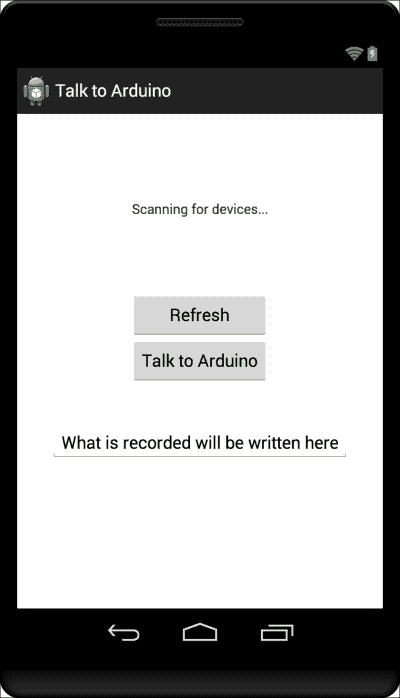 Talk to Arduino
Scanning for devices...
Refresh
Talk to Arduino
What is recorded will be written here